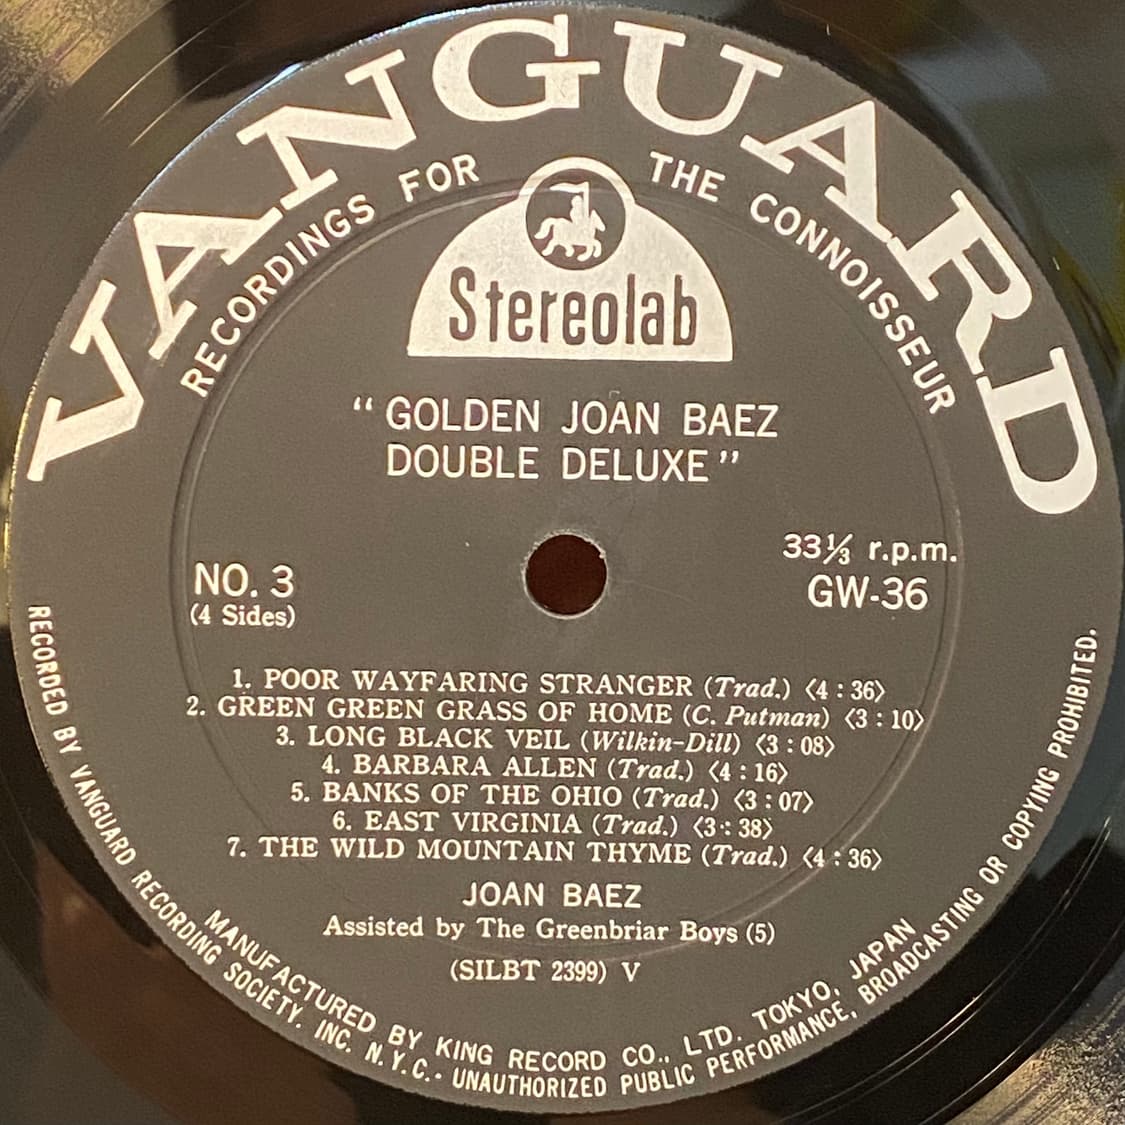 VANGUARD
RECORDINGS FOR THE CONNOISSEUR
Stereolab
"GOLDEN JOAN BAEZ
DOUBLE DELUXE"
NO. 3
(4 Sides)
33⅓ r.p.m.
GW-36
1. POOR WAYFARING STRANGER (Trad.) 〈4 : 36〉
2. GREEN GREEN GRASS OF HOME (C. Putman) 〈3 : 10〉
3. LONG BLACK VEIL (Wilkin-Dill) 〈3 : 08〉
4. BARBARA ALLEN (Trad.) 〈4 : 16〉
5. BANKS OF THE OHIO (Trad.) 〈3 : 07〉
6. EAST VIRGINIA (Trad.) 〈3 : 38〉
7. THE WILD MOUNTAIN THYME (Trad.) 〈4 : 36〉
JOAN BAEZ
Assisted by The Greenbriar Boys (5)
(SILBT 2399) V
MANUFACTURED BY KING RECORD CO., LTD. TOKYO, JAPAN
RECORDED BY VANGUARD RECORDING SOCIETY. INC. N.Y.C.· UNAUTHORIZED PUBLIC PERFORMANCE, BROADCASTING OR COPYING PROHIBITED.